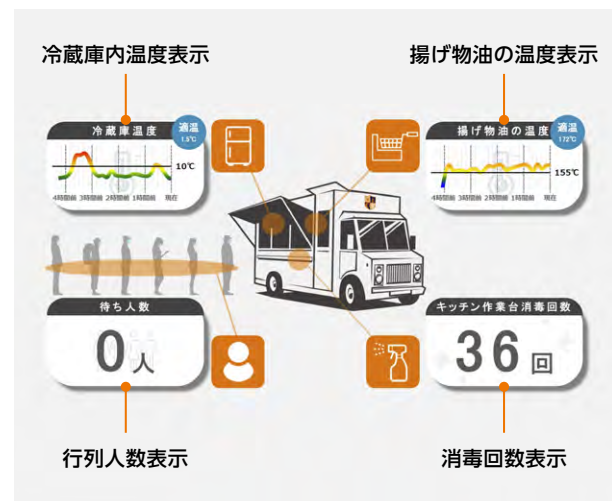 冷蔵庫内温度表示
揚げ物油の温度表示
冷蔵庫温度
適温
1.5℃
10℃
4時間前 3時間前 2時間前 1時間前 現在
揚げ物油の温度
適温
172℃
155℃
4時間前 3時間前 2時間前 1時間前 現在
待ち人数
0人
キッチン作業台消毒回数
36回
行列人数表示
消毒回数表示